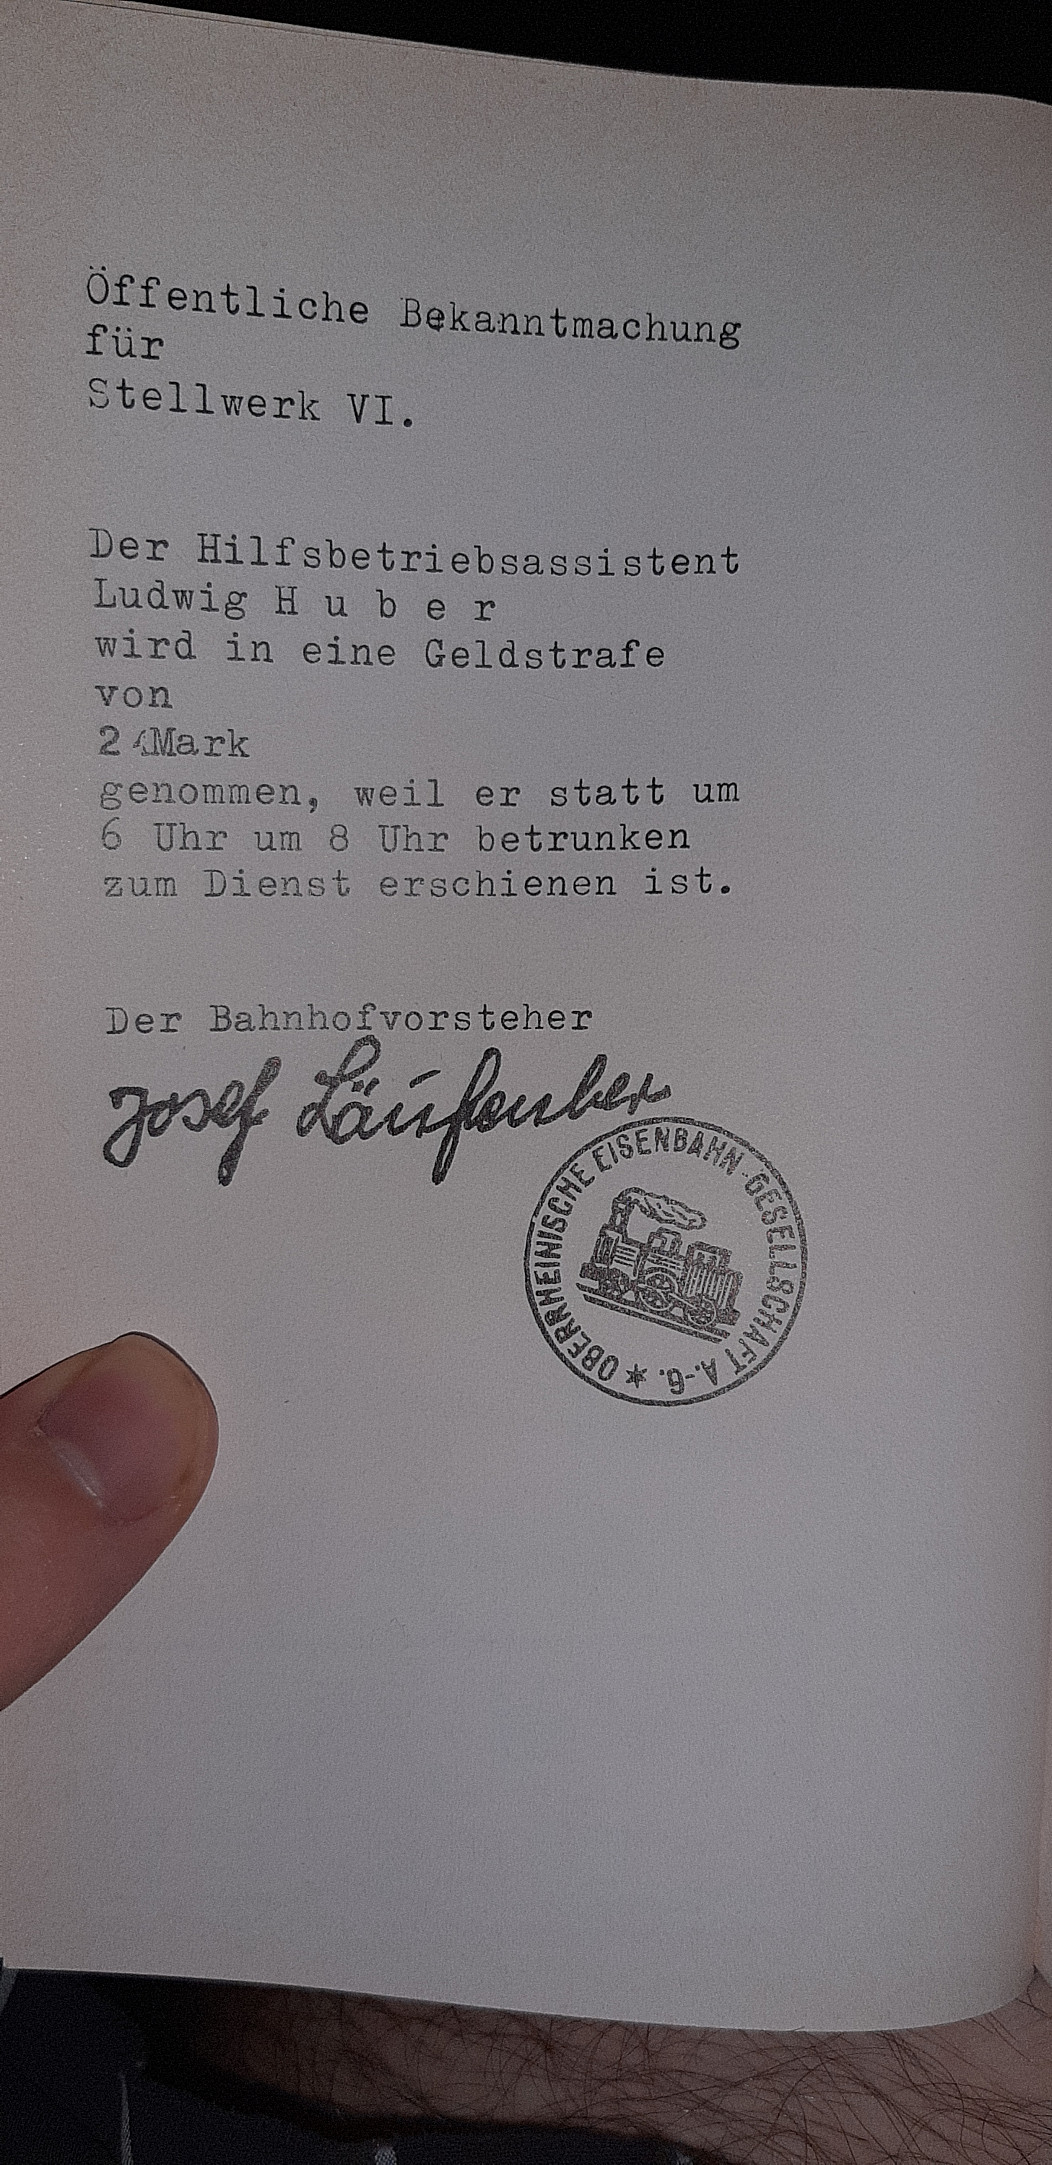 Öffentliche Bekanntmachung
für
Stellwerk VI.
Der Hilfsbetriebsassistent
Ludwig H u b e r
wird in eine Geldstrafe
von
2 Mark
genommen, weil er statt um
6 Uhr um 8 Uhr betrunken
zum Dienst erschienen ist.
Der Bahnhofvorsteher
Josef
OBERRHEINISCHE EISENBAHN-GESELLSCHAFT A.-G. *